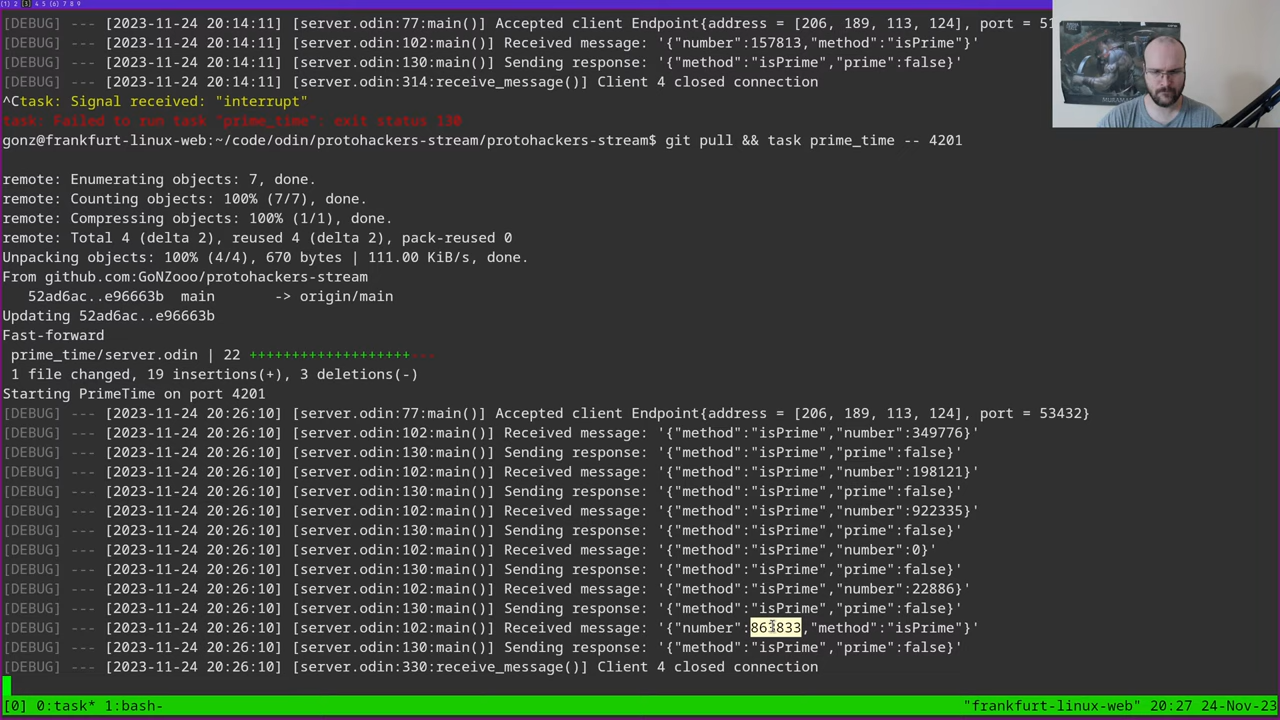 (1) 2 [3] 4 5 (6) 7 8 9
[DEBUG] --- [2023-11-24 20:14:11] [server.odin:77:main()] Accepted client Endpoint{address = [206, 189, 113, 124], port = 51
[DEBUG] --- [2023-11-24 20:14:11] [server.odin:102:main()] Received message: '{"number":157813,"method":"isPrime"}'
[DEBUG] --- [2023-11-24 20:14:11] [server.odin:130:main()] Sending response: '{"method":"isPrime","prime":false}'
[DEBUG] --- [2023-11-24 20:14:11] [server.odin:314:receive_message()] Client 4 closed connection
^Ctask: Signal received: "interrupt"
task: Failed to run task "prime_time": exit status 130
gonz@frankfurt-linux-web:~/code/odin/protohackers-stream/protohackers-stream$ git pull && task prime_time -- 4201
remote: Enumerating objects: 7, done.
remote: Counting objects: 100% (7/7), done.
remote: Compressing objects: 100% (1/1), done.
remote: Total 4 (delta 2), reused 4 (delta 2), pack-reused 0
Unpacking objects: 100% (4/4), 670 bytes | 111.00 KiB/s, done.
From github.com:GoNZooo/protohackers-stream
52ad6ac..e96663b main -> origin/main
Updating 52ad6ac..e96663b
Fast-forward
prime_time/server.odin | 22 +++++++++++++++++++---
1 file changed, 19 insertions(+), 3 deletions(-)
Starting PrimeTime on port 4201
[DEBUG] --- [2023-11-24 20:26:10] [server.odin:77:main()] Accepted client Endpoint{address = [206, 189, 113, 124], port = 53432}
[DEBUG] --- [2023-11-24 20:26:10] [server.odin:102:main()] Received message: '{"method":"isPrime","number":349776}'
[DEBUG] --- [2023-11-24 20:26:10] [server.odin:130:main()] Sending response: '{"method":"isPrime","prime":false}'
[DEBUG] --- [2023-11-24 20:26:10] [server.odin:102:main()] Received message: '{"method":"isPrime","number":198121}'
[DEBUG] --- [2023-11-24 20:26:10] [server.odin:130:main()] Sending response: '{"method":"isPrime","prime":false}'
[DEBUG] --- [2023-11-24 20:26:10] [server.odin:102:main()] Received message: '{"method":"isPrime","number":922335}'
[DEBUG] --- [2023-11-24 20:26:10] [server.odin:130:main()] Sending response: '{"method":"isPrime","prime":false}'
[DEBUG] --- [2023-11-24 20:26:10] [server.odin:102:main()] Received message: '{"method":"isPrime","number":0}'
[DEBUG] --- [2023-11-24 20:26:10] [server.odin:130:main()] Sending response: '{"method":"isPrime","prime":false}'
[DEBUG] --- [2023-11-24 20:26:10] [server.odin:102:main()] Received message: '{"method":"isPrime","number":22886}'
[DEBUG] --- [2023-11-24 20:26:10] [server.odin:130:main()] Sending response: '{"method":"isPrime","prime":false}'
[DEBUG] --- [2023-11-24 20:26:10] [server.odin:102:main()] Received message: '{"number": ,"method":"isPrime"}'
[DEBUG] --- [2023-11-24 20:26:10] [server.odin:130:main()] Sending response: '{"method":"isPrime","prime":false}'
[DEBUG] --- [2023-11-24 20:26:10] [server.odin:330:receive_message()] Client 4 closed connection
[0] 0:task* 1:bash- "frankfurt-linux-web" 20:27 24-Nov-23